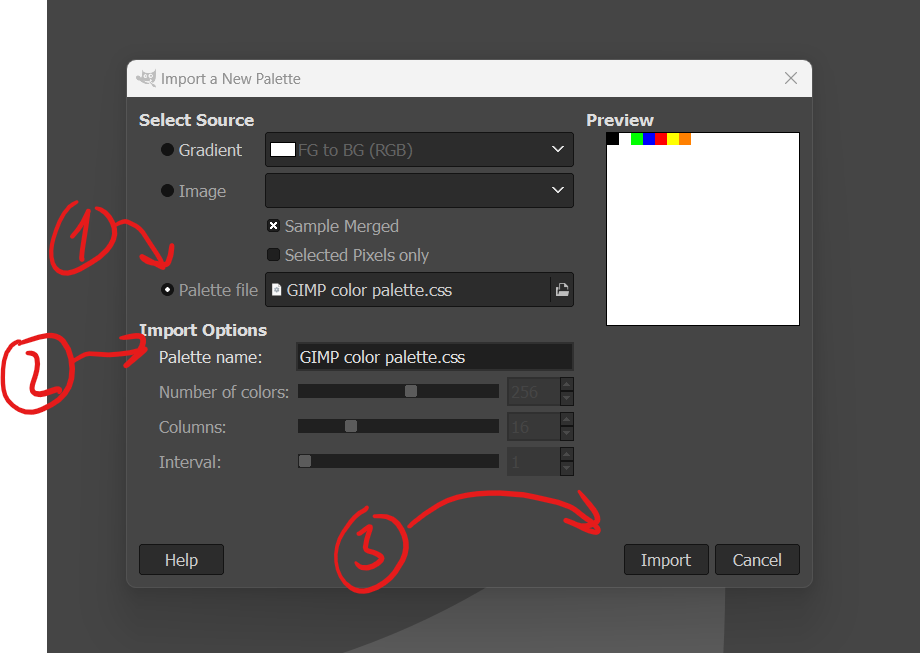 Import a New Palette
Select Source
Preview
Gradient
FG to BG (RGB)
Image
Sample Merged
Selected Pixels only
1
Palette file
GIMP color palette.css
Import Options
2
Palette name:
GIMP color palette.css
Number of colors:
256
Columns:
16
Interval:
1
3
Help
Import
Cancel